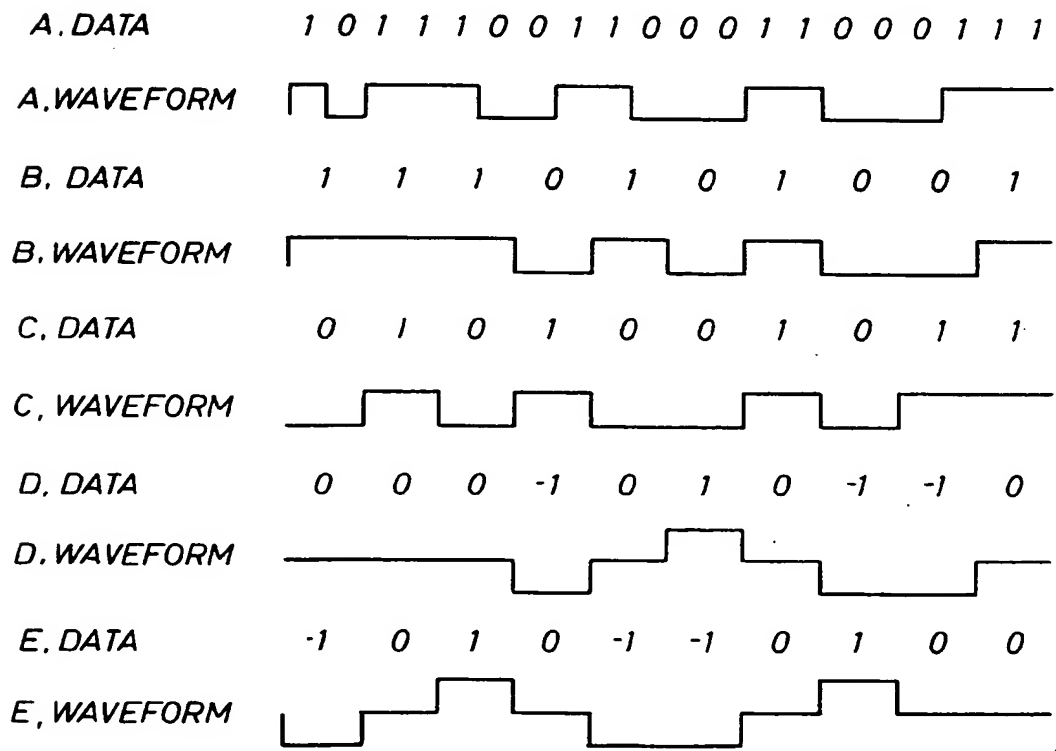 A. DATA 1 0 1 1 1 0 0 1 1 0 0 0 1 1 0 0 0 1 1 1
A. WAVEFORM
B. DATA 1 1 1 0 1 0 1 0 0 1
B. WAVEFORM
C. DATA 0 1 0 1 0 0 1 0 1 1
C, WAVEFORM
D. DATA 0 0 0 -1 0 1 0 -1 -1 0
D. WAVEFORM
E. DATA -1 0 1 0 -1 -1 0 1 0 0
E, WAVEFORM